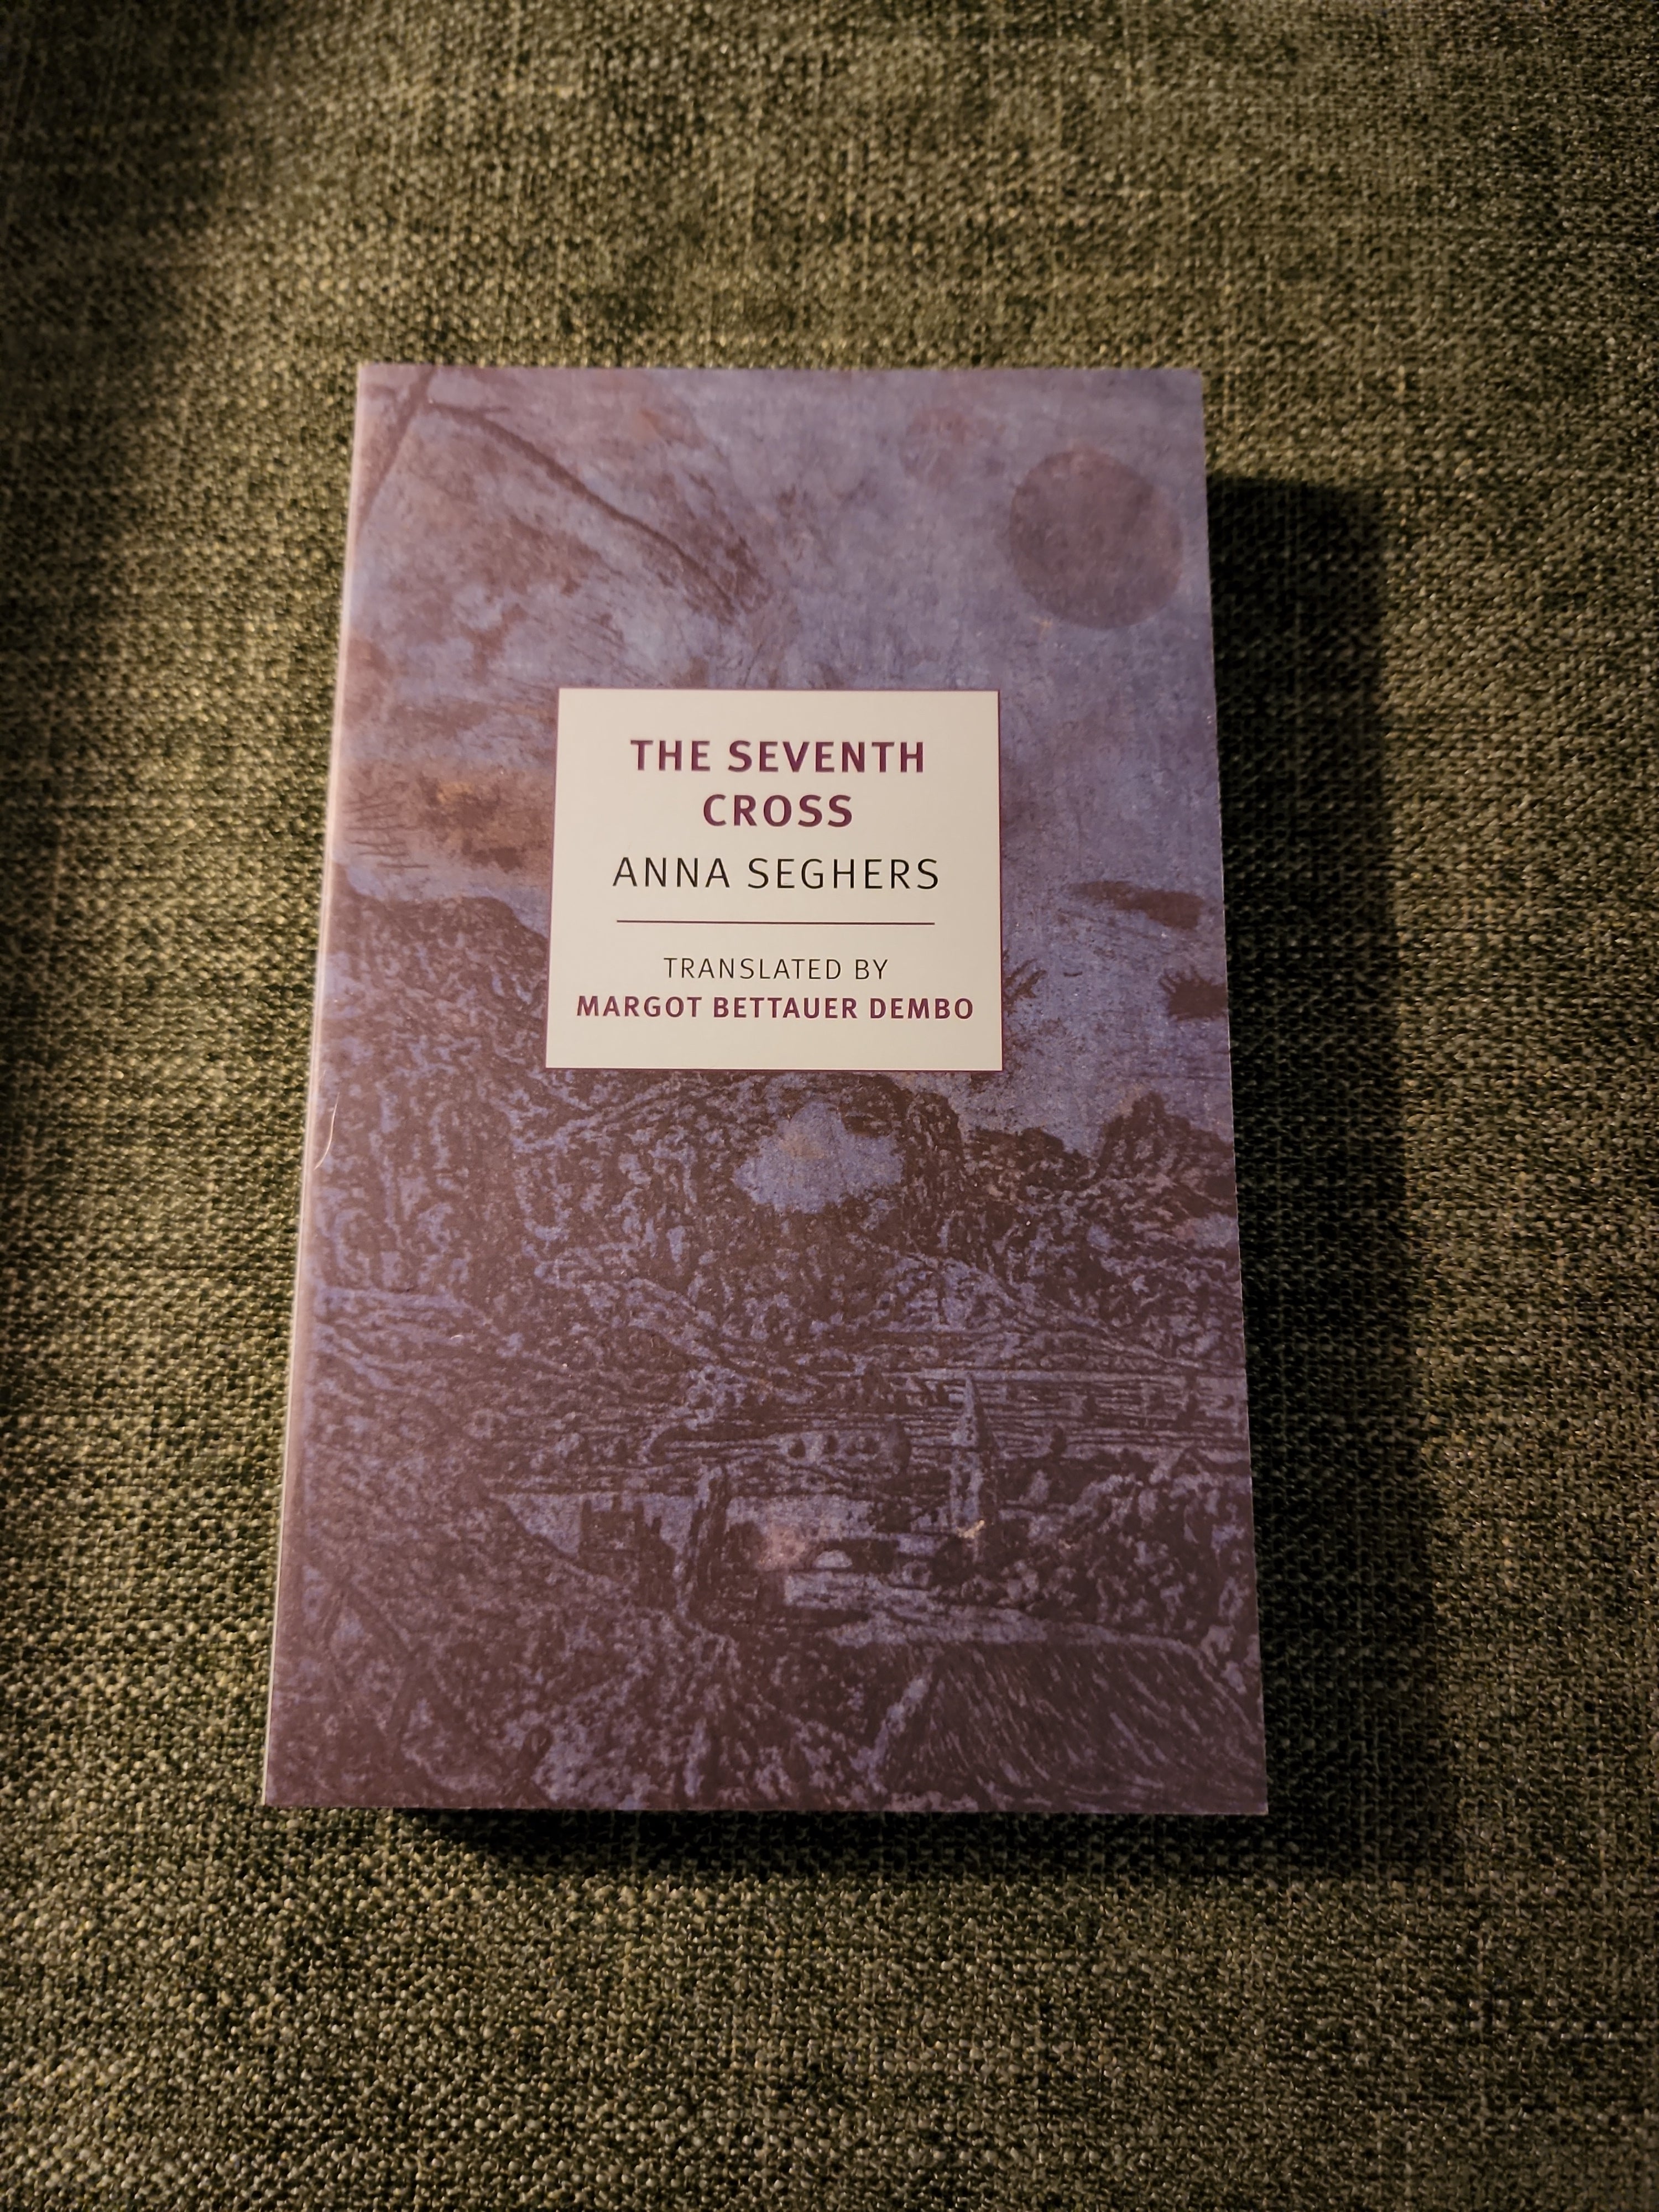 THE SEVENTH
CROSS
ANNA SEGHERS
TRANSLATED BY
MARGOT BETTAUER DEMBO